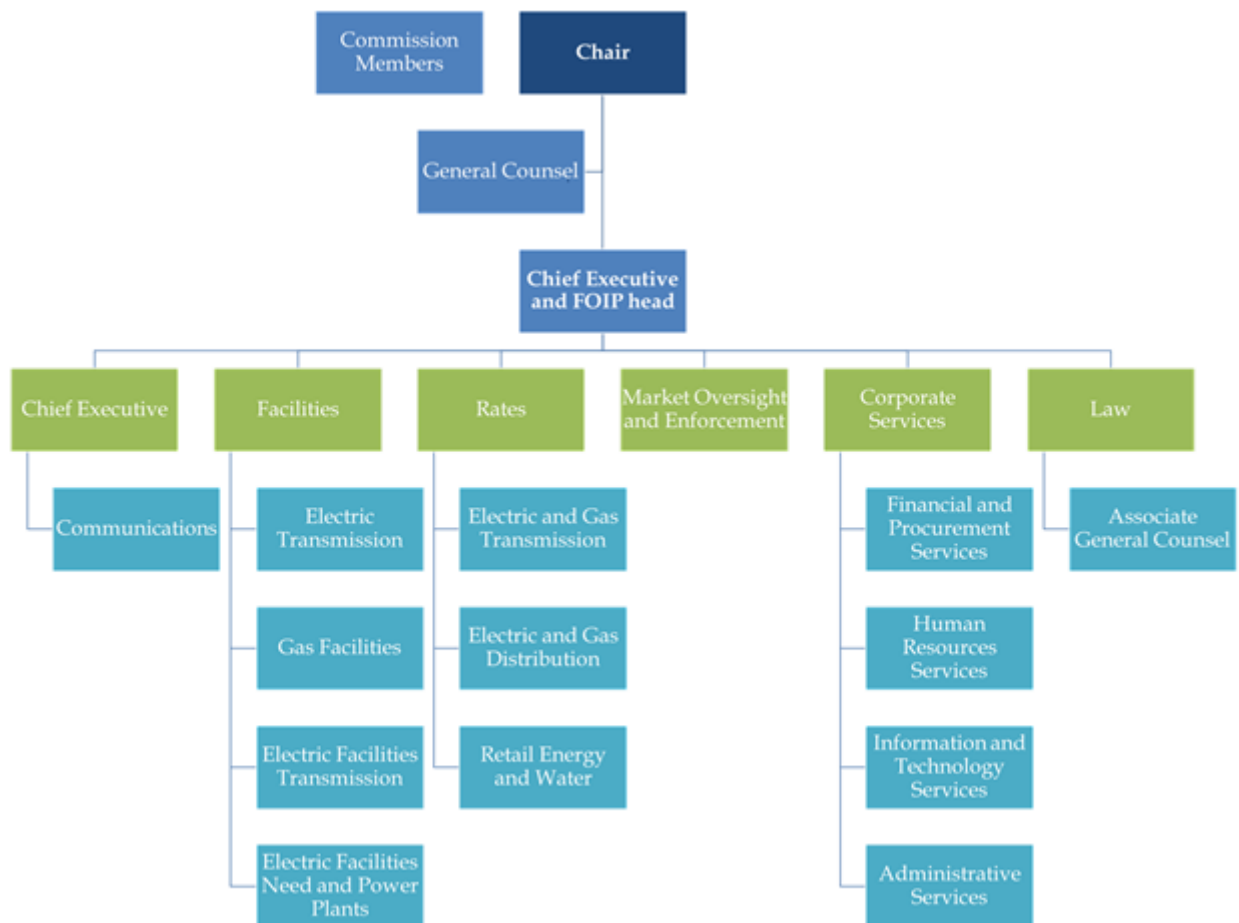 Commission
Members
Chair
General Counsel
Chief Executive
and FOIP head
Chief Executive
Facilities
Rates
Market Oversight
and Enforcement
Corporate
Services
Law
Communications
Electric
Transmission
Electric and Gas
Transmission
Financial and
Procurement
Services
Associate
General Counsel
Gas Facilities
Electric and Gas
Distribution
Human
Resources
Services
Electric Facilities
Transmission
Retail Energy
and Water
Information and
Technology
Services
Electric Facilities
Need and Power
Plants
Administrative
Services